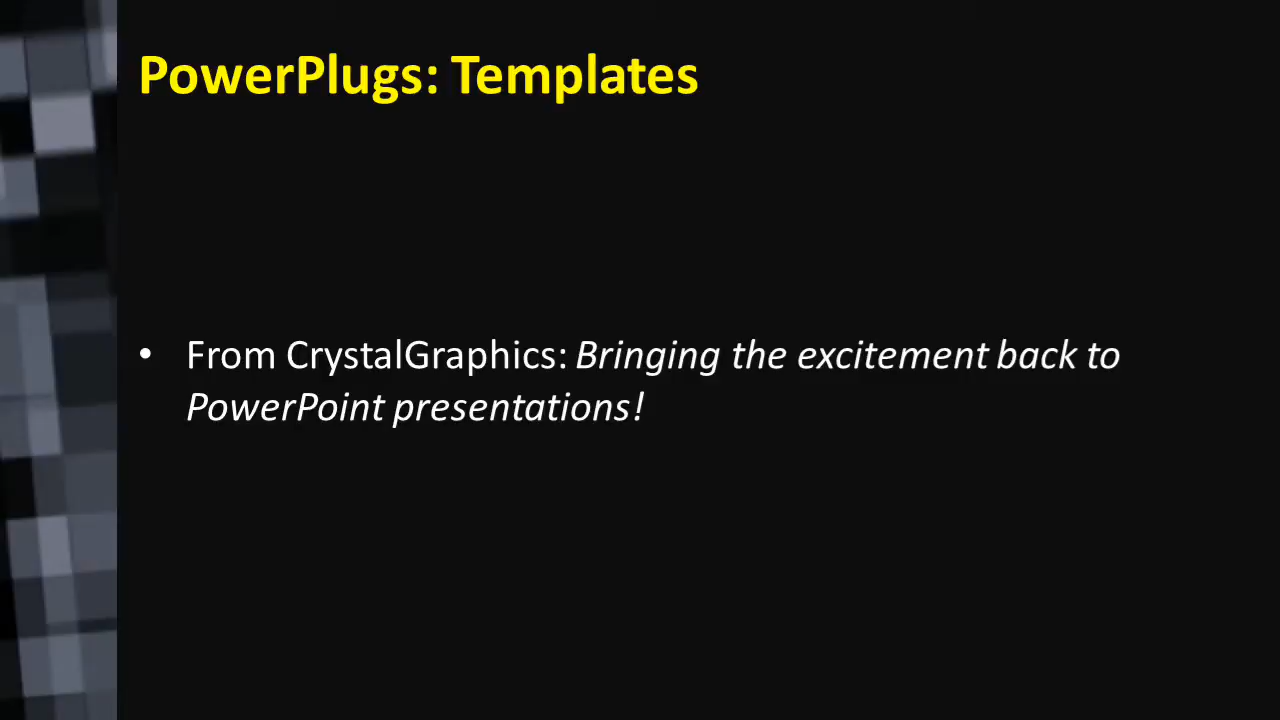 PowerPlugs: Templates
• From CrystalGraphics: Bringing the excitement back to
PowerPoint presentations!